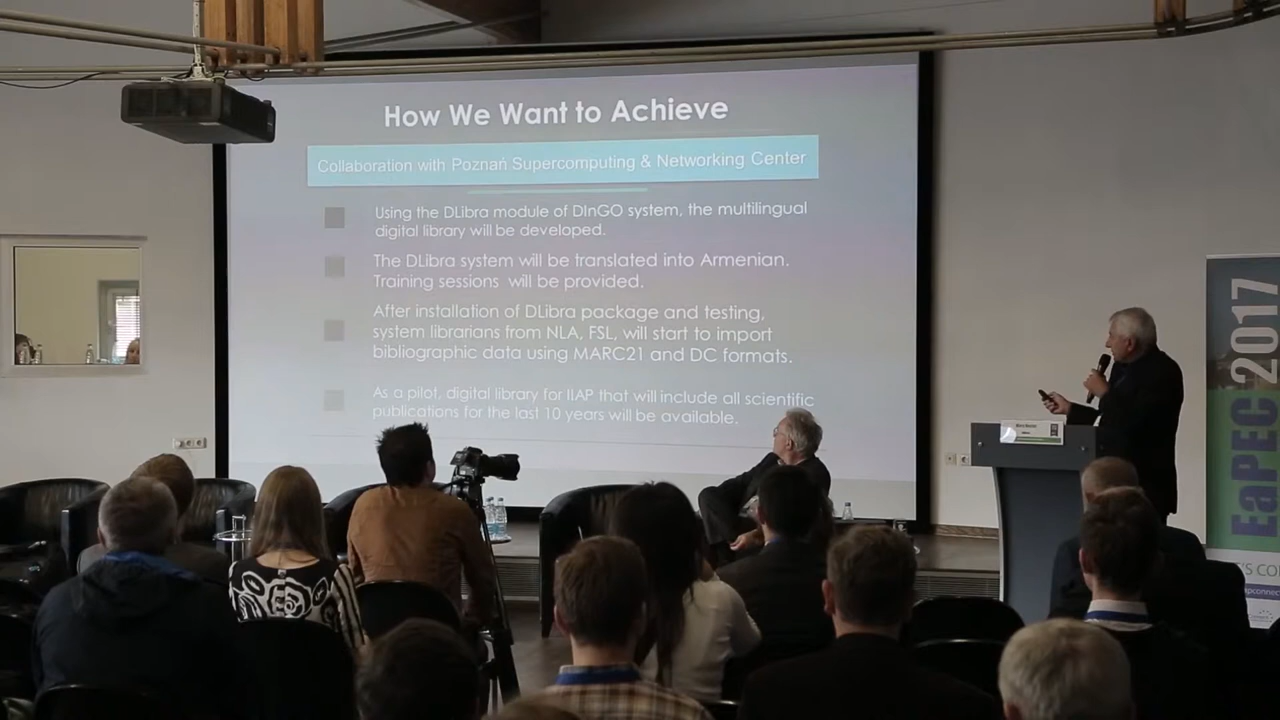 How We Want to Achieve
Collaboration with Poznań Supercomputing & Networking Center
Using the DLibra module of DInGO system, the multilingual
digital library will be developed.
The DLibra system will be translated into Armenian.
Training sessions will be provided.
After installation of DLibra package and testing,
system librarians from NLA, FSL, will start to import
bibliographic data using MARC21 and DC formats.
As a pilot, digital library for IIAP that will include all scientific
publications for the last 10 years will be available.
EaPEC 2017